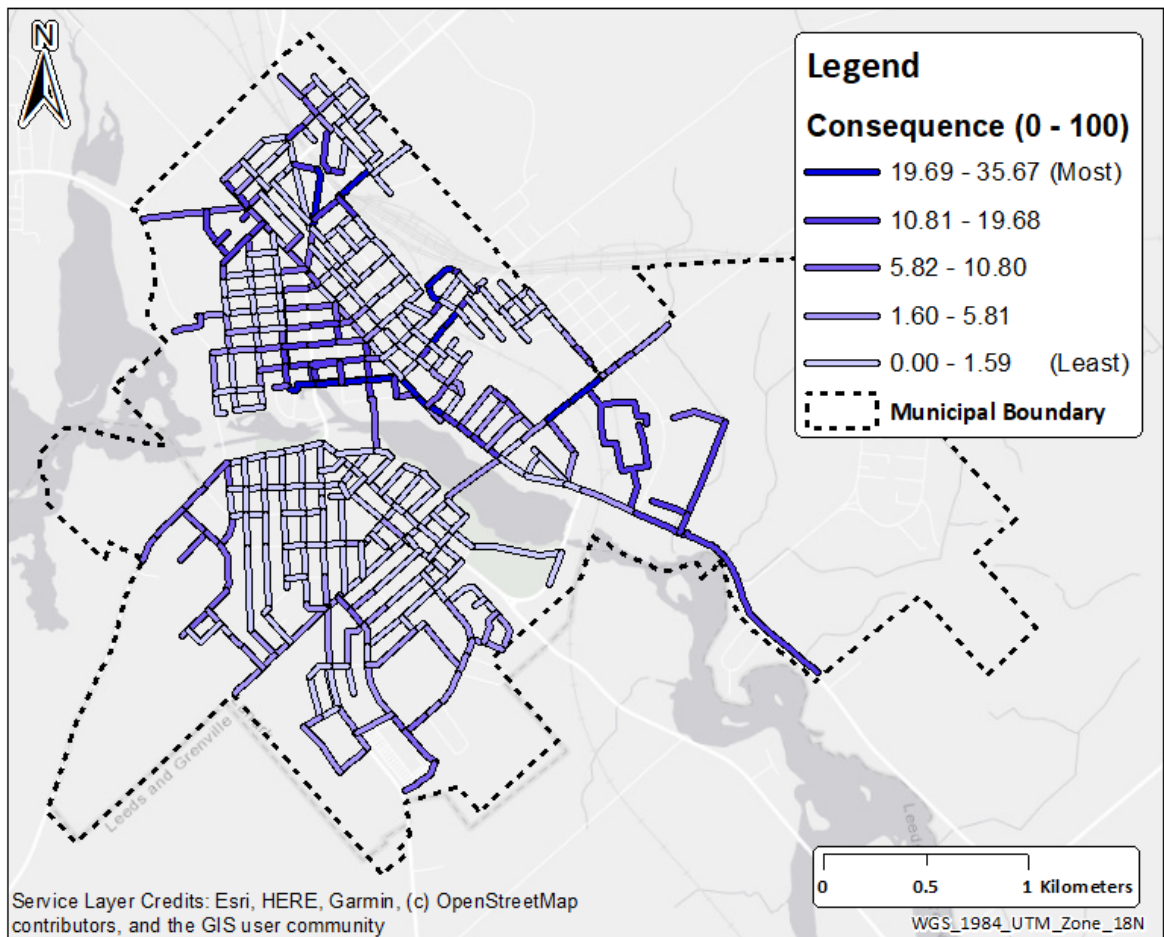 N
Legend
Consequence (0 - 100)
19.69 - 35.67 (Most)
10.81 - 19.68
5.82 - 10.80
1.60 - 5.81
0.00 - 1.59 (Least)
Municipal Boundary
Leeds and Grenville
Leeds
0 0.5 1 Kilometers
Service Layer Credits: Esri, HERE, Garmin, (c) OpenStreetMap
contributors, and the GIS user community
WGS_1984_UTM_Zone_18N